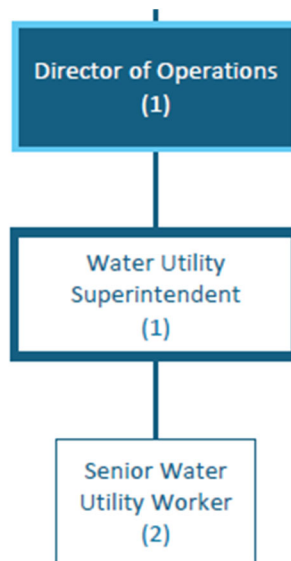 Director of Operations
(1)
Water Utility
Superintendent
(1)
Senior Water
Utility Worker
(2)